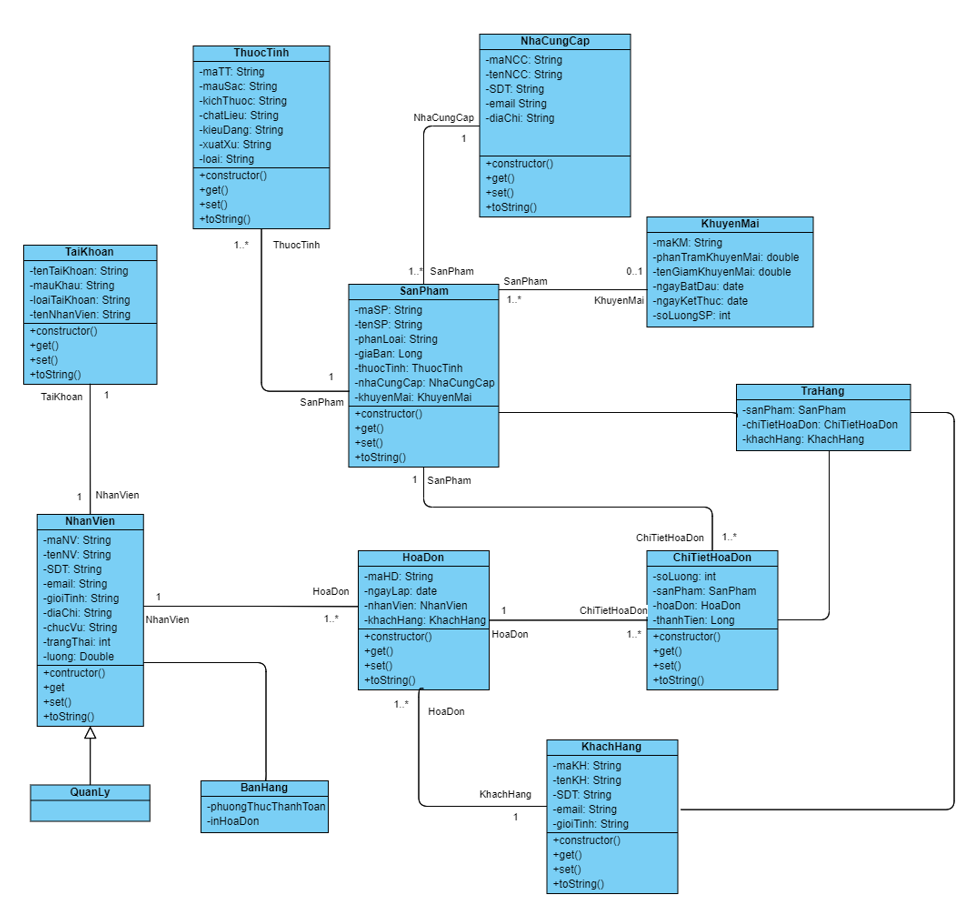 ThuocTinh
-maTT: String
-mauSac: String
-kichThuoc: String
-chatLieu: String
-kieuDang: String
-xuatXu: String
-loai: String
+constructor()
+get()
+set()
+toString()
1..*
ThuocTinh
NhaCungCap
-maNCC: String
-tenNCC: String
-SDT: String
-email String
-diaChi: String
+constructor()
+get()
+set()
+toString()
NhaCungCap
1
1..*
SanPham
KhuyenMai
-maKM: String
-phanTramKhuyenMai: double
-tenGiamKhuyenMai: double
-ngayBatDau: date
-ngayKetThuc: date
-soLuongSP: int
SanPham
1..*
0..1
KhuyenMai
TaiKhoan
-tenTaiKhoan: String
-mauKhau: String
-loaiTaiKhoan: String
-tenNhanVien: String
+constructor()
+get()
+set()
+toString()
TaiKhoan
1
1
NhanVien
SanPham
-maSP: String
-tenSP: String
-phanLoai: String
-giaBan: Long
-thuocTinh: ThuocTinh
-nhaCungCap: NhaCungCap
-khuyenMai: KhuyenMai
+constructor()
+get()
+set()
+toString()
1
SanPham
1
SanPham
TraHang
-sanPham: SanPham
-chiTietHoaDon: ChiTietHoaDon
-khachHang: KhachHang
ChiTietHoaDon
1..*
NhanVien
-maNV: String
-tenNV: String
-SDT: String
-email: String
-gioiTinh: String
-diaChi: String
-chucVu: String
-trangThai: int
-luong: Double
+contructor()
+get
+set()
+toString()
1
NhanVien
HoaDon
1..*
HoaDon
-maHD: String
-ngayLap: date
-nhanVien: NhanVien
-khachHang: KhachHang
+constructor()
+get()
+set()
+toString()
1
HoaDon
ChiTietHoaDon
1..*
ChiTietHoaDon
-soLuong: int
-sanPham: SanPham
-hoaDon: HoaDon
-thanhTien: Long
+constructor()
+get()
+set()
+toString()
1..*
HoaDon
KhachHang
1
KhachHang
-maKH: String
-tenKH: String
-SDT: String
-email: String
-gioiTinh: String
+constructor()
+get()
+set()
+toString()
QuanLy
BanHang
-phuongThucThanhToan
-inHoaDon